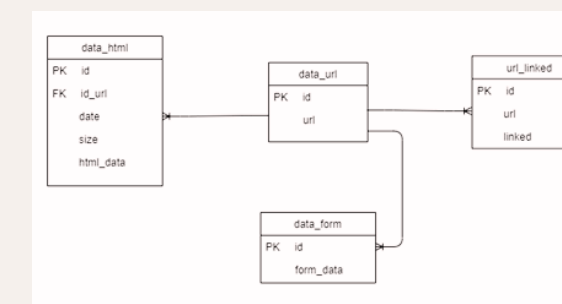 data_html
PK id
FK id_url
date
size
html_data
data_url
PK id
url
url_linked
PK id
url
linked
data_form
PK id
form_data